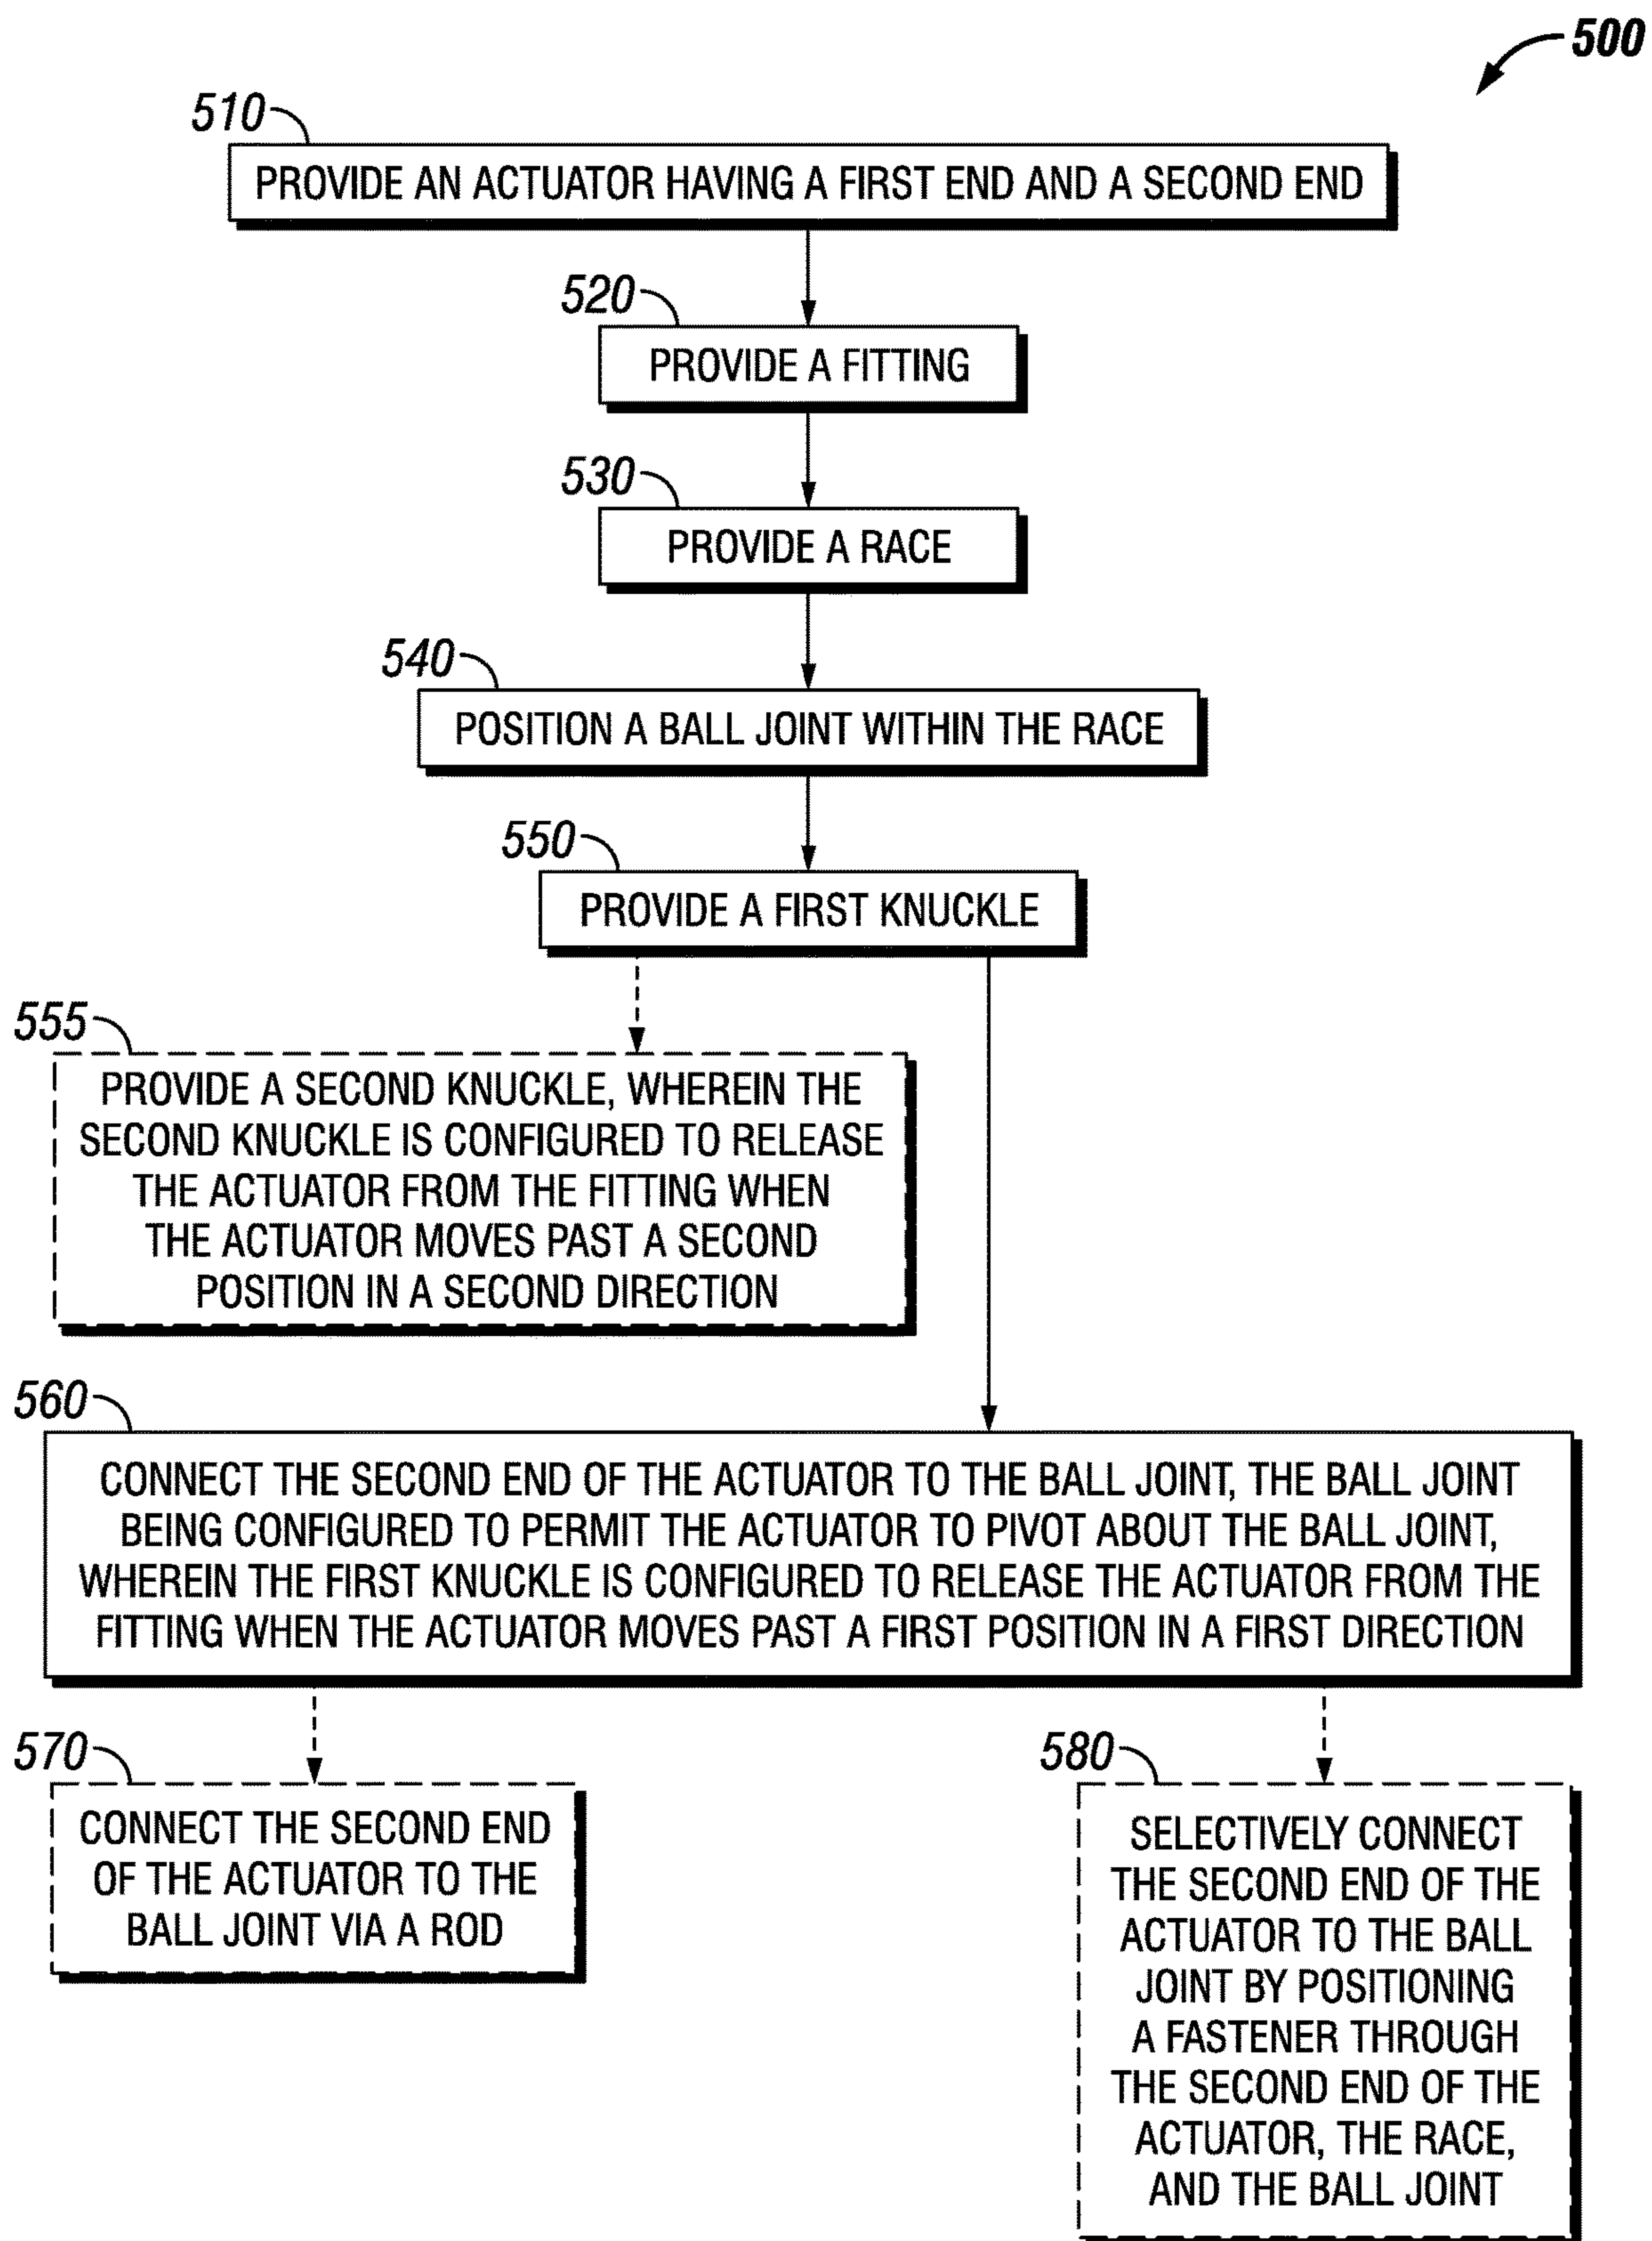 500
510
PROVIDE AN ACTUATOR HAVING A FIRST END AND A SECOND END
520
PROVIDE A FITTING
530
PROVIDE A RACE
540
POSITION A BALL JOINT WITHIN THE RACE
550
PROVIDE A FIRST KNUCKLE
555
PROVIDE A SECOND KNUCKLE, WHEREIN THE
SECOND KNUCKLE IS CONFIGURED TO RELEASE
THE ACTUATOR FROM THE FITTING WHEN
THE ACTUATOR MOVES PAST A SECOND
POSITION IN A SECOND DIRECTION
560
CONNECT THE SECOND END OF THE ACTUATOR TO THE BALL JOINT, THE BALL JOINT
BEING CONFIGURED TO PERMIT THE ACTUATOR TO PIVOT ABOUT THE BALL JOINT,
WHEREIN THE FIRST KNUCKLE IS CONFIGURED TO RELEASE THE ACTUATOR FROM THE
FITTING WHEN THE ACTUATOR MOVES PAST A FIRST POSITION IN A FIRST DIRECTION
570
CONNECT THE SECOND END
OF THE ACTUATOR TO THE
BALL JOINT VIA A ROD
580
SELECTIVELY CONNECT
THE SECOND END OF THE
ACTUATOR TO THE BALL
JOINT BY POSITIONING
A FASTENER THROUGH
THE SECOND END OF THE
ACTUATOR, THE RACE,
AND THE BALL JOINT